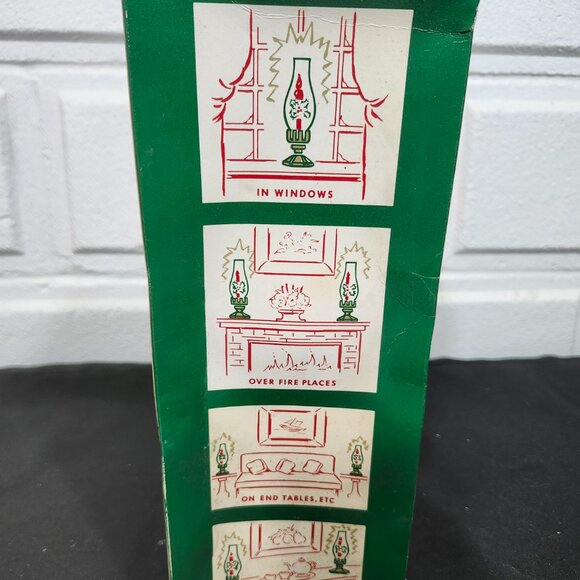 IN WINDOWS
OVER FIRE PLACES
ON END TABLES, ETC